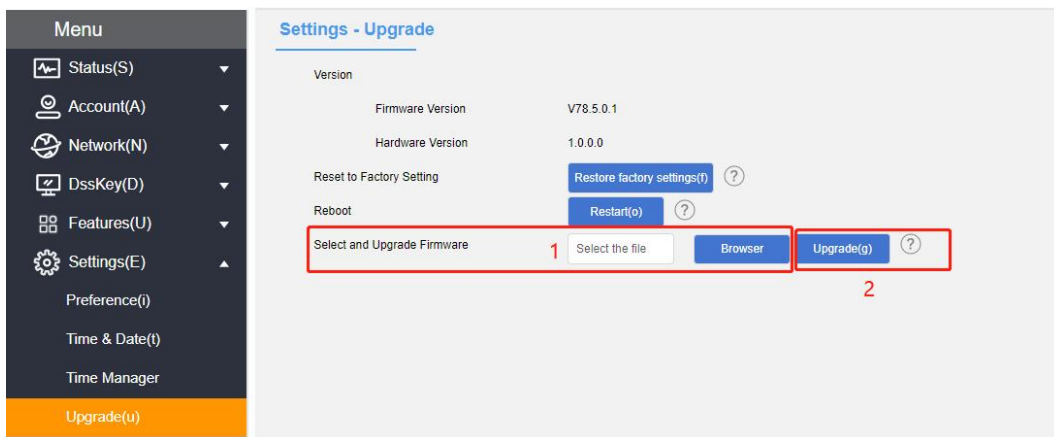 Menu
Status(S)
Account(A)
Network(N)
DssKey(D)
Features(U)
Settings(E)
Preference(i)
Time & Date(t)
Time Manager
Upgrade(u)
Settings - Upgrade
Version
Firmware Version V78.5.0.1
Hardware Version 1.0.0.0
Reset to Factory Setting Restore factory settings(f) ?
Reboot Restart(o) ?
Select and Upgrade Firmware 1 Select the file Browser Upgrade(g) ?
2